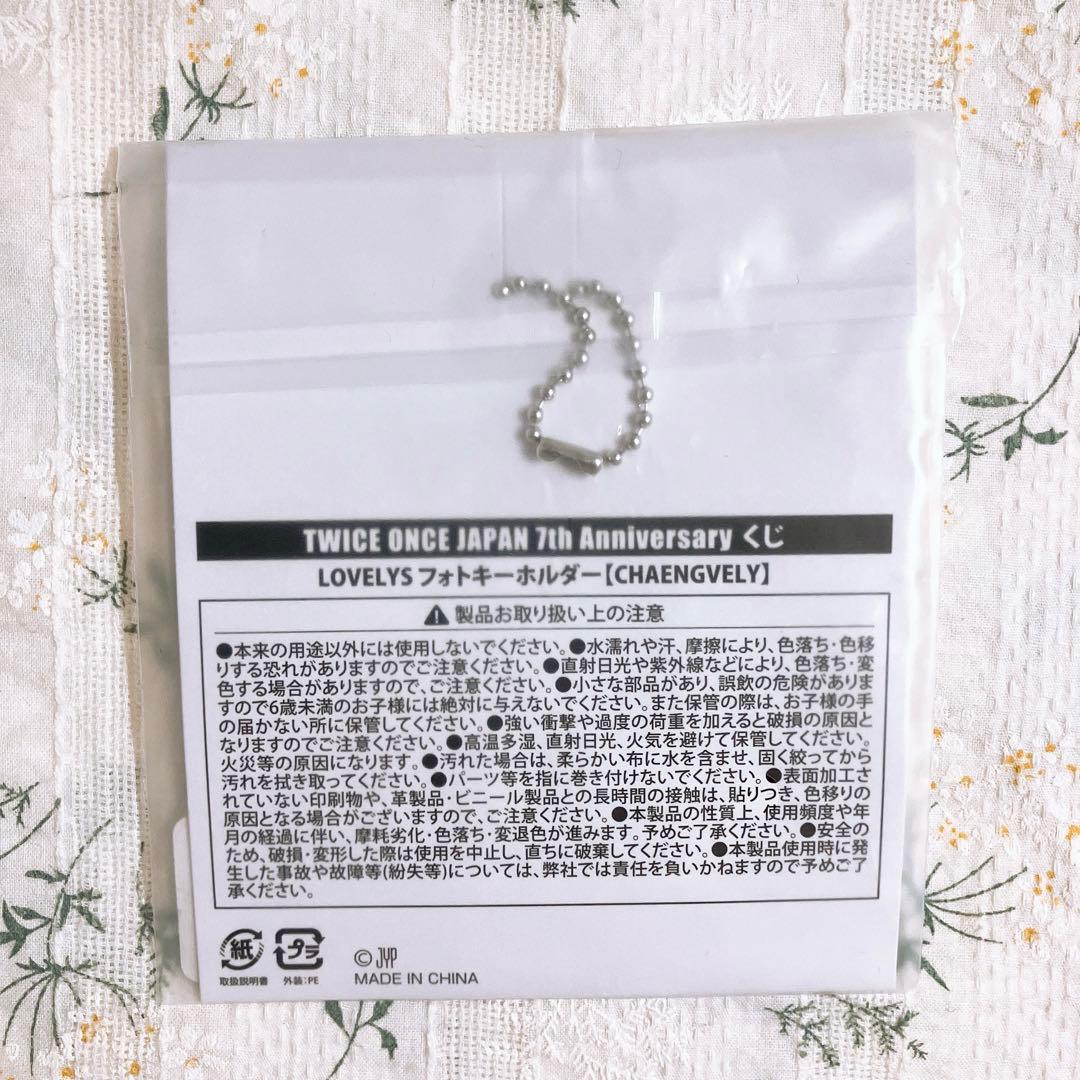 TWICE ONCE JAPAN 7th Anniversary くじ
LOVELYS フォトキーホルダー【CHAENGVELY】
製品お取り扱い上の注意
●本来の用途以外には使用しないでください。●水濡れや汗、摩擦により、色落ち・色移
りする恐れがありますのでご注意ください。●直射日光や紫外線などにより、色落ち・変
色する場合がありますので、ご注意ください。●小さな部品があり、誤飲の危険がありま
すので6歳未満のお子様には絶対に与えないでください。また保管の際は、お子様の手
の届かない所に保管してください。●強い衝撃や過度の荷重を加えると破損の原因と
なりますのでご注意ください。●高温多湿、直射日光、火気を避けて保管してください。
火災等の原因になります。●汚れた場合は、柔らかい布に水を含ませ、固く絞ってから
汚れを拭き取ってください。●パーツ等を指に巻き付けないでください。●表面加工さ
れていない印刷物や、革製品・ビニール製品との長時間の接触は、貼りつき、色移りの
原因となる場合がございますので、ご注意ください。●本製品の性質上、使用頻度や年
月の経過に伴い、摩耗劣化・色落ち・変退色が進みます。予めご了承ください。●安全の
ため、破損・変形した際は使用を中止し、直ちに破棄してください。●本製品使用時に発
生した事故や故障等(紛失等)については、弊社では責任を負いかねますので予めご了
承ください。
紙 プラ
取扱説明書 外装:PE
© JYP
MADE IN CHINA